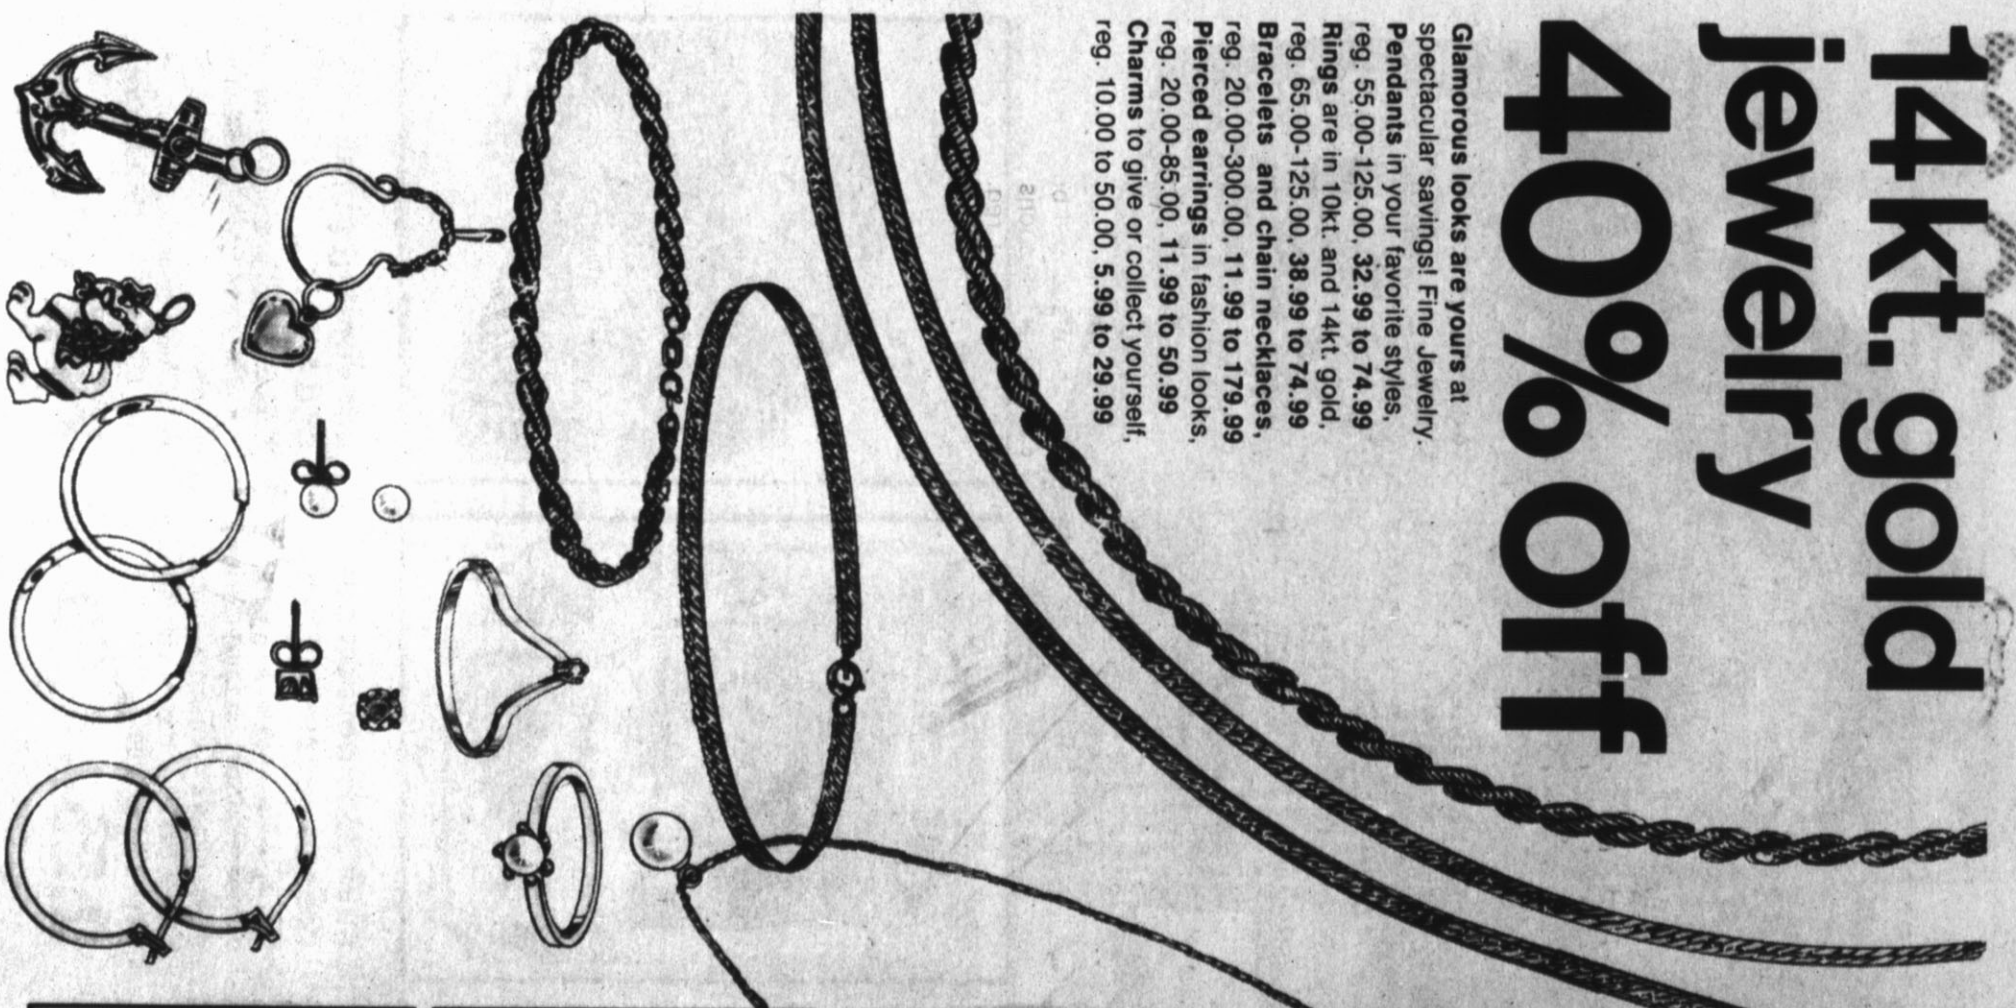 14 kt. gold
jewelry
40% Off
Glamorous looks are yours at
spectacular savings! Fine Jewelry.
Pendants in your favorite styles,
reg. 55.00-125.00, 32.99 to 74.99
Rings are in 10kt. and 14kt. gold,
reg. 65.00-125.00, 38.99 to 74.99
Bracelets and chain necklaces,
reg. 20.00-300.00, 11.99 to 179.99
Pierced earrings in fashion looks,
reg. 20.00-85.00, 11.99 to 50.99
Charms to give or collect yourself,
reg. 10.00 to 50.00, 5.99 to 29.99